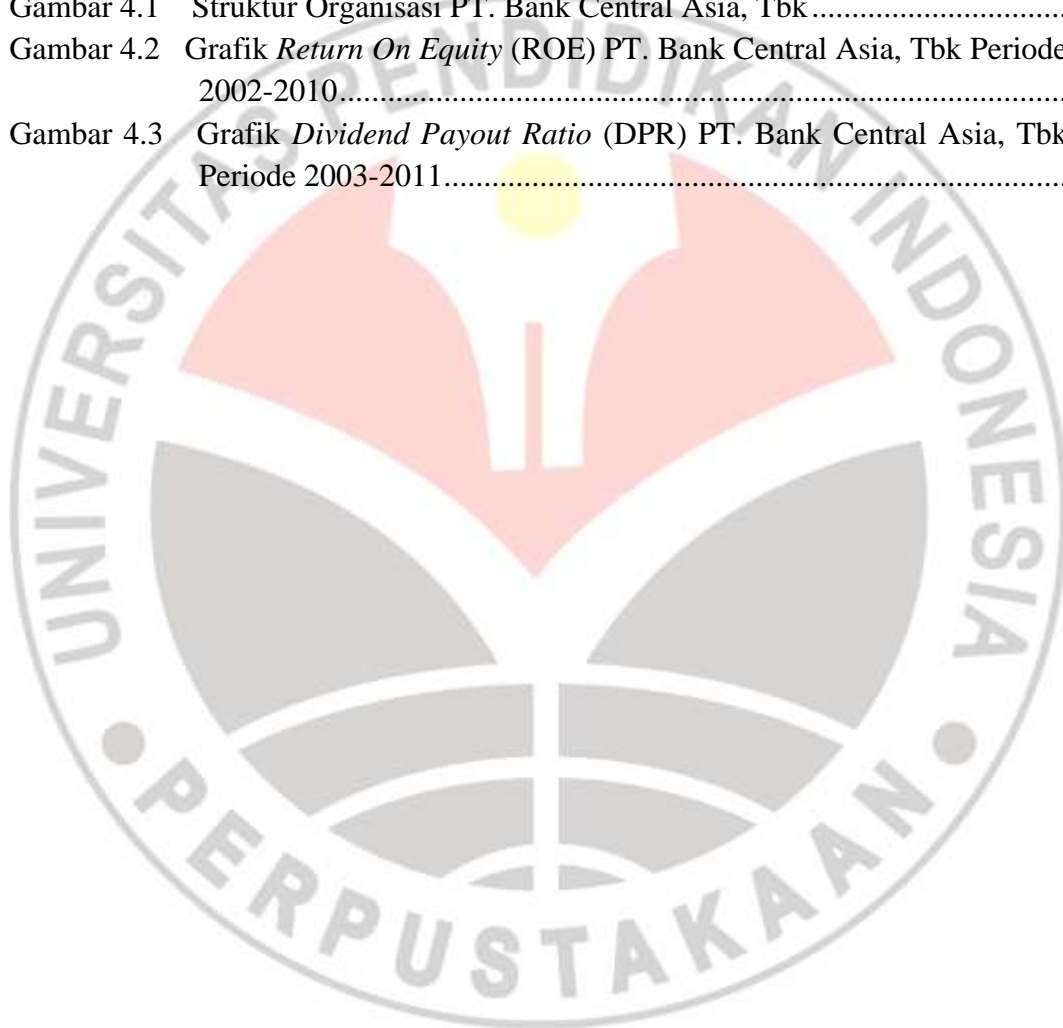 Gambar 4.1 Struktur Organisasi PT. Bank Central Asia, Tbk
Gambar 4.2 Grafik Return On Equity (ROE) PT. Bank Central Asia, Tbk Periode
2002-2010
Gambar 4.3 Grafik Dividend Payout Ratio (DPR) PT. Bank Central Asia, Tbk
Periode 2003-2011
UNIVERSITAS PENDIDIKAN INDONESIA
PERPUSTAKAAN